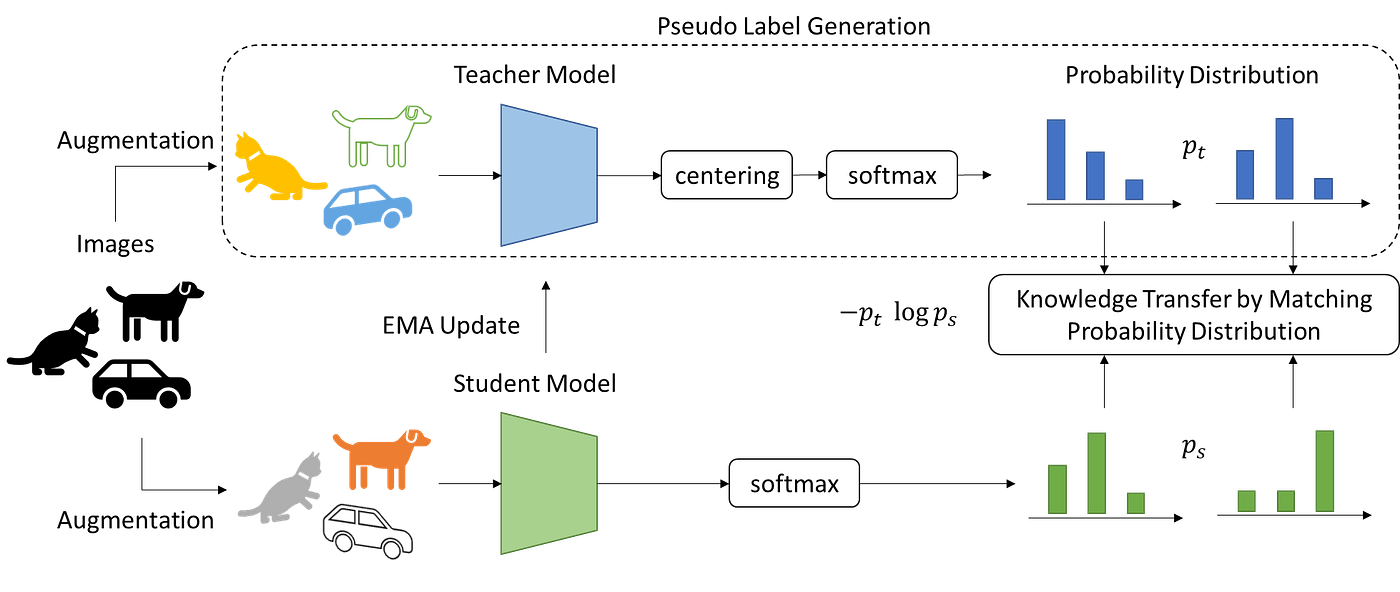 Pseudo Label Generation
Teacher Model
Probability Distribution
Augmentation
centering
softmax
p_t
Images
EMA Update
−p_t log p_s
Knowledge Transfer by Matching
Probability Distribution
Student Model
softmax
p_s
Augmentation